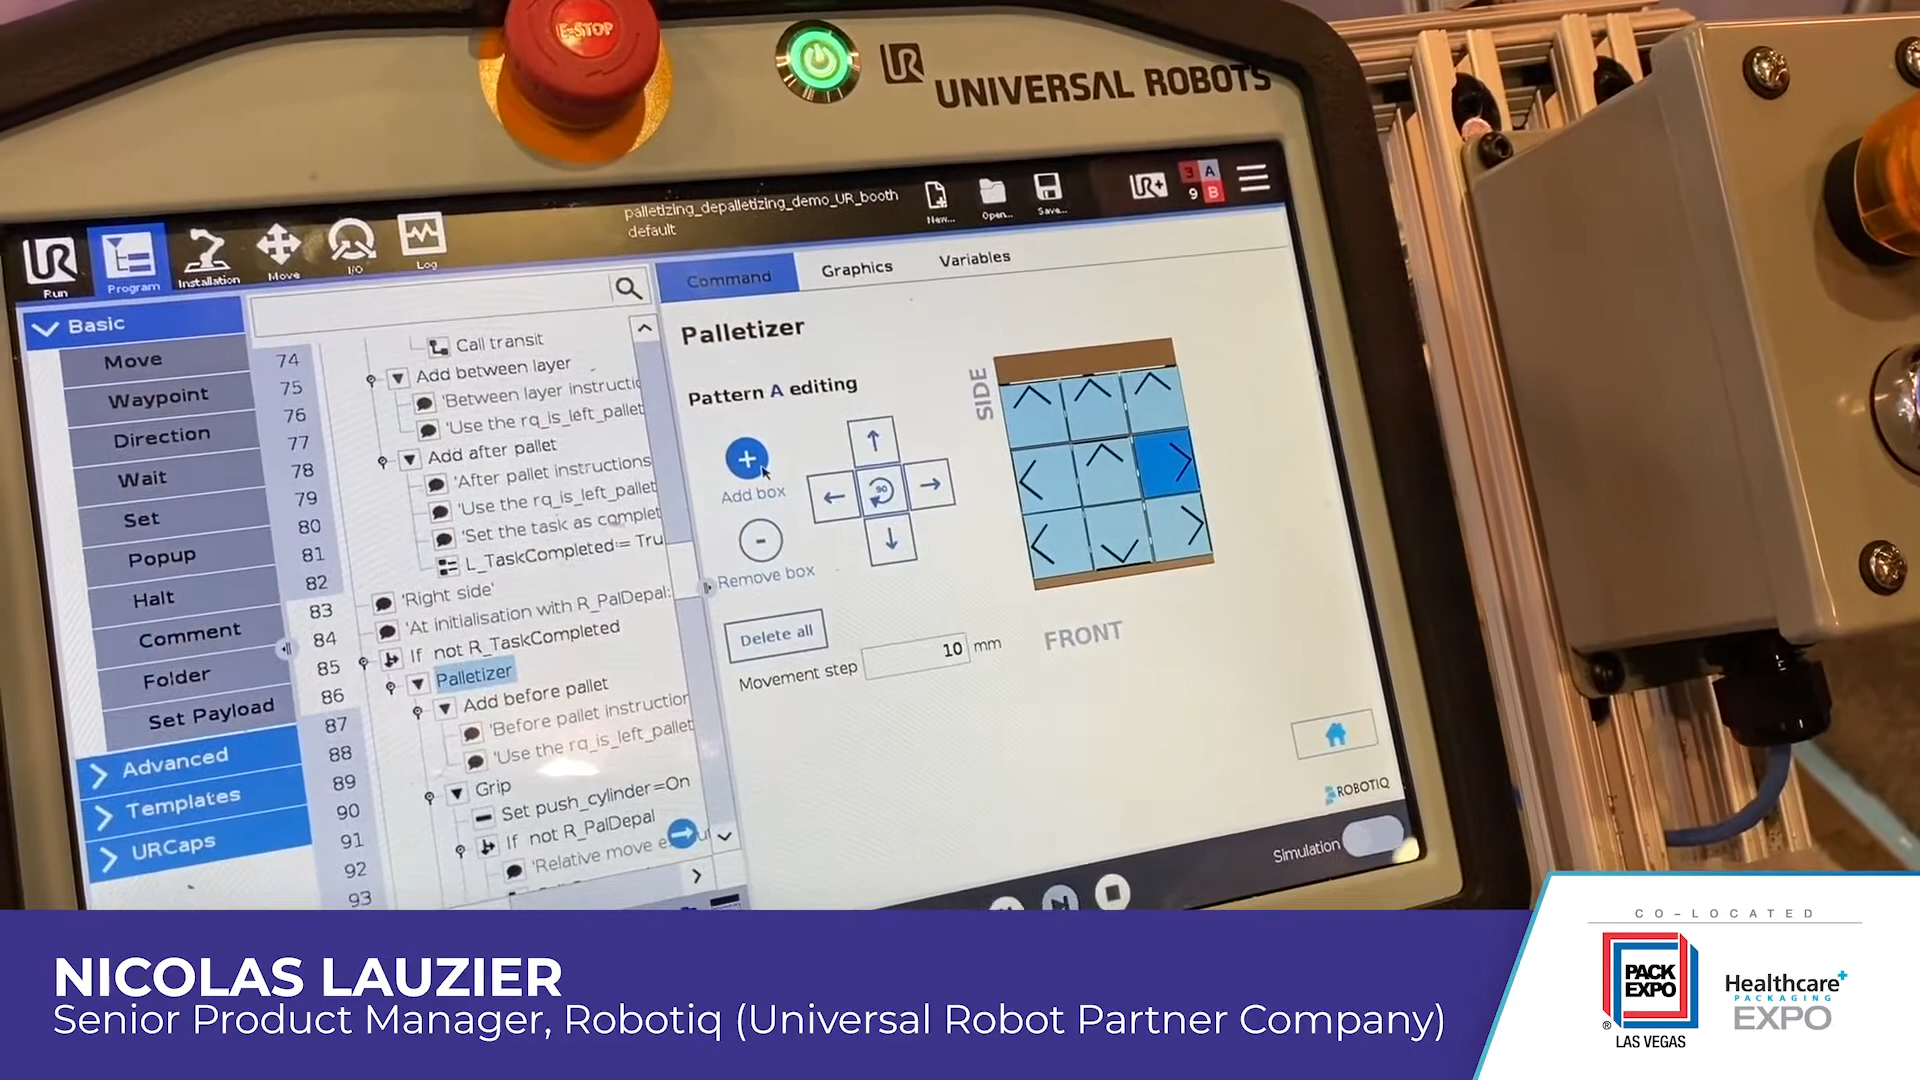 E-STOP
UR
UNIVERSAL ROBOTS
palletizing_depalletizing_demo_UR_booth
default
New...
Open...
Save...
UR+
3 A
9 B
UR
Run
Program
Installation
Move
I/O
Log
Basic
Move
Waypoint
Direction
Wait
Set
Popup
Halt
Comment
Folder
Set Payload
Advanced
Templates
URCaps
74
75
76
77
78
79
80
81
82
83
84
85
86
87
88
89
90
91
92
93
Call transit
Add between layer
'Between layer instructic
'Use the rq_is_left_pallet
Add after pallet
'After pallet instructions
'Use the rq_is_left_pallet
'Set the task as complet
L_TaskCompleted≔ Tru
'Right side'
'At initialisation with R_PalDepal:
If not R_TaskCompleted
Palletizer
Add before pallet
'Before pallet instruction
'Use the rq_is_left_pallet
Grip
Set push_cylinder=On
If not R_PalDepal
'Relative move
Command
Graphics
Variables
Palletizer
Pattern A editing
+
Add box
90
-
Remove box
Delete all
Movement step 10 mm
SIDE
FRONT
ROBOTIQ
Simulation
NICOLAS LAUZIER
Senior Product Manager, Robotiq (Universal Robot Partner Company)
CO-LOCATED
PACK
EXPO
®
LAS VEGAS
Healthcare+
PACKAGING
EXPO